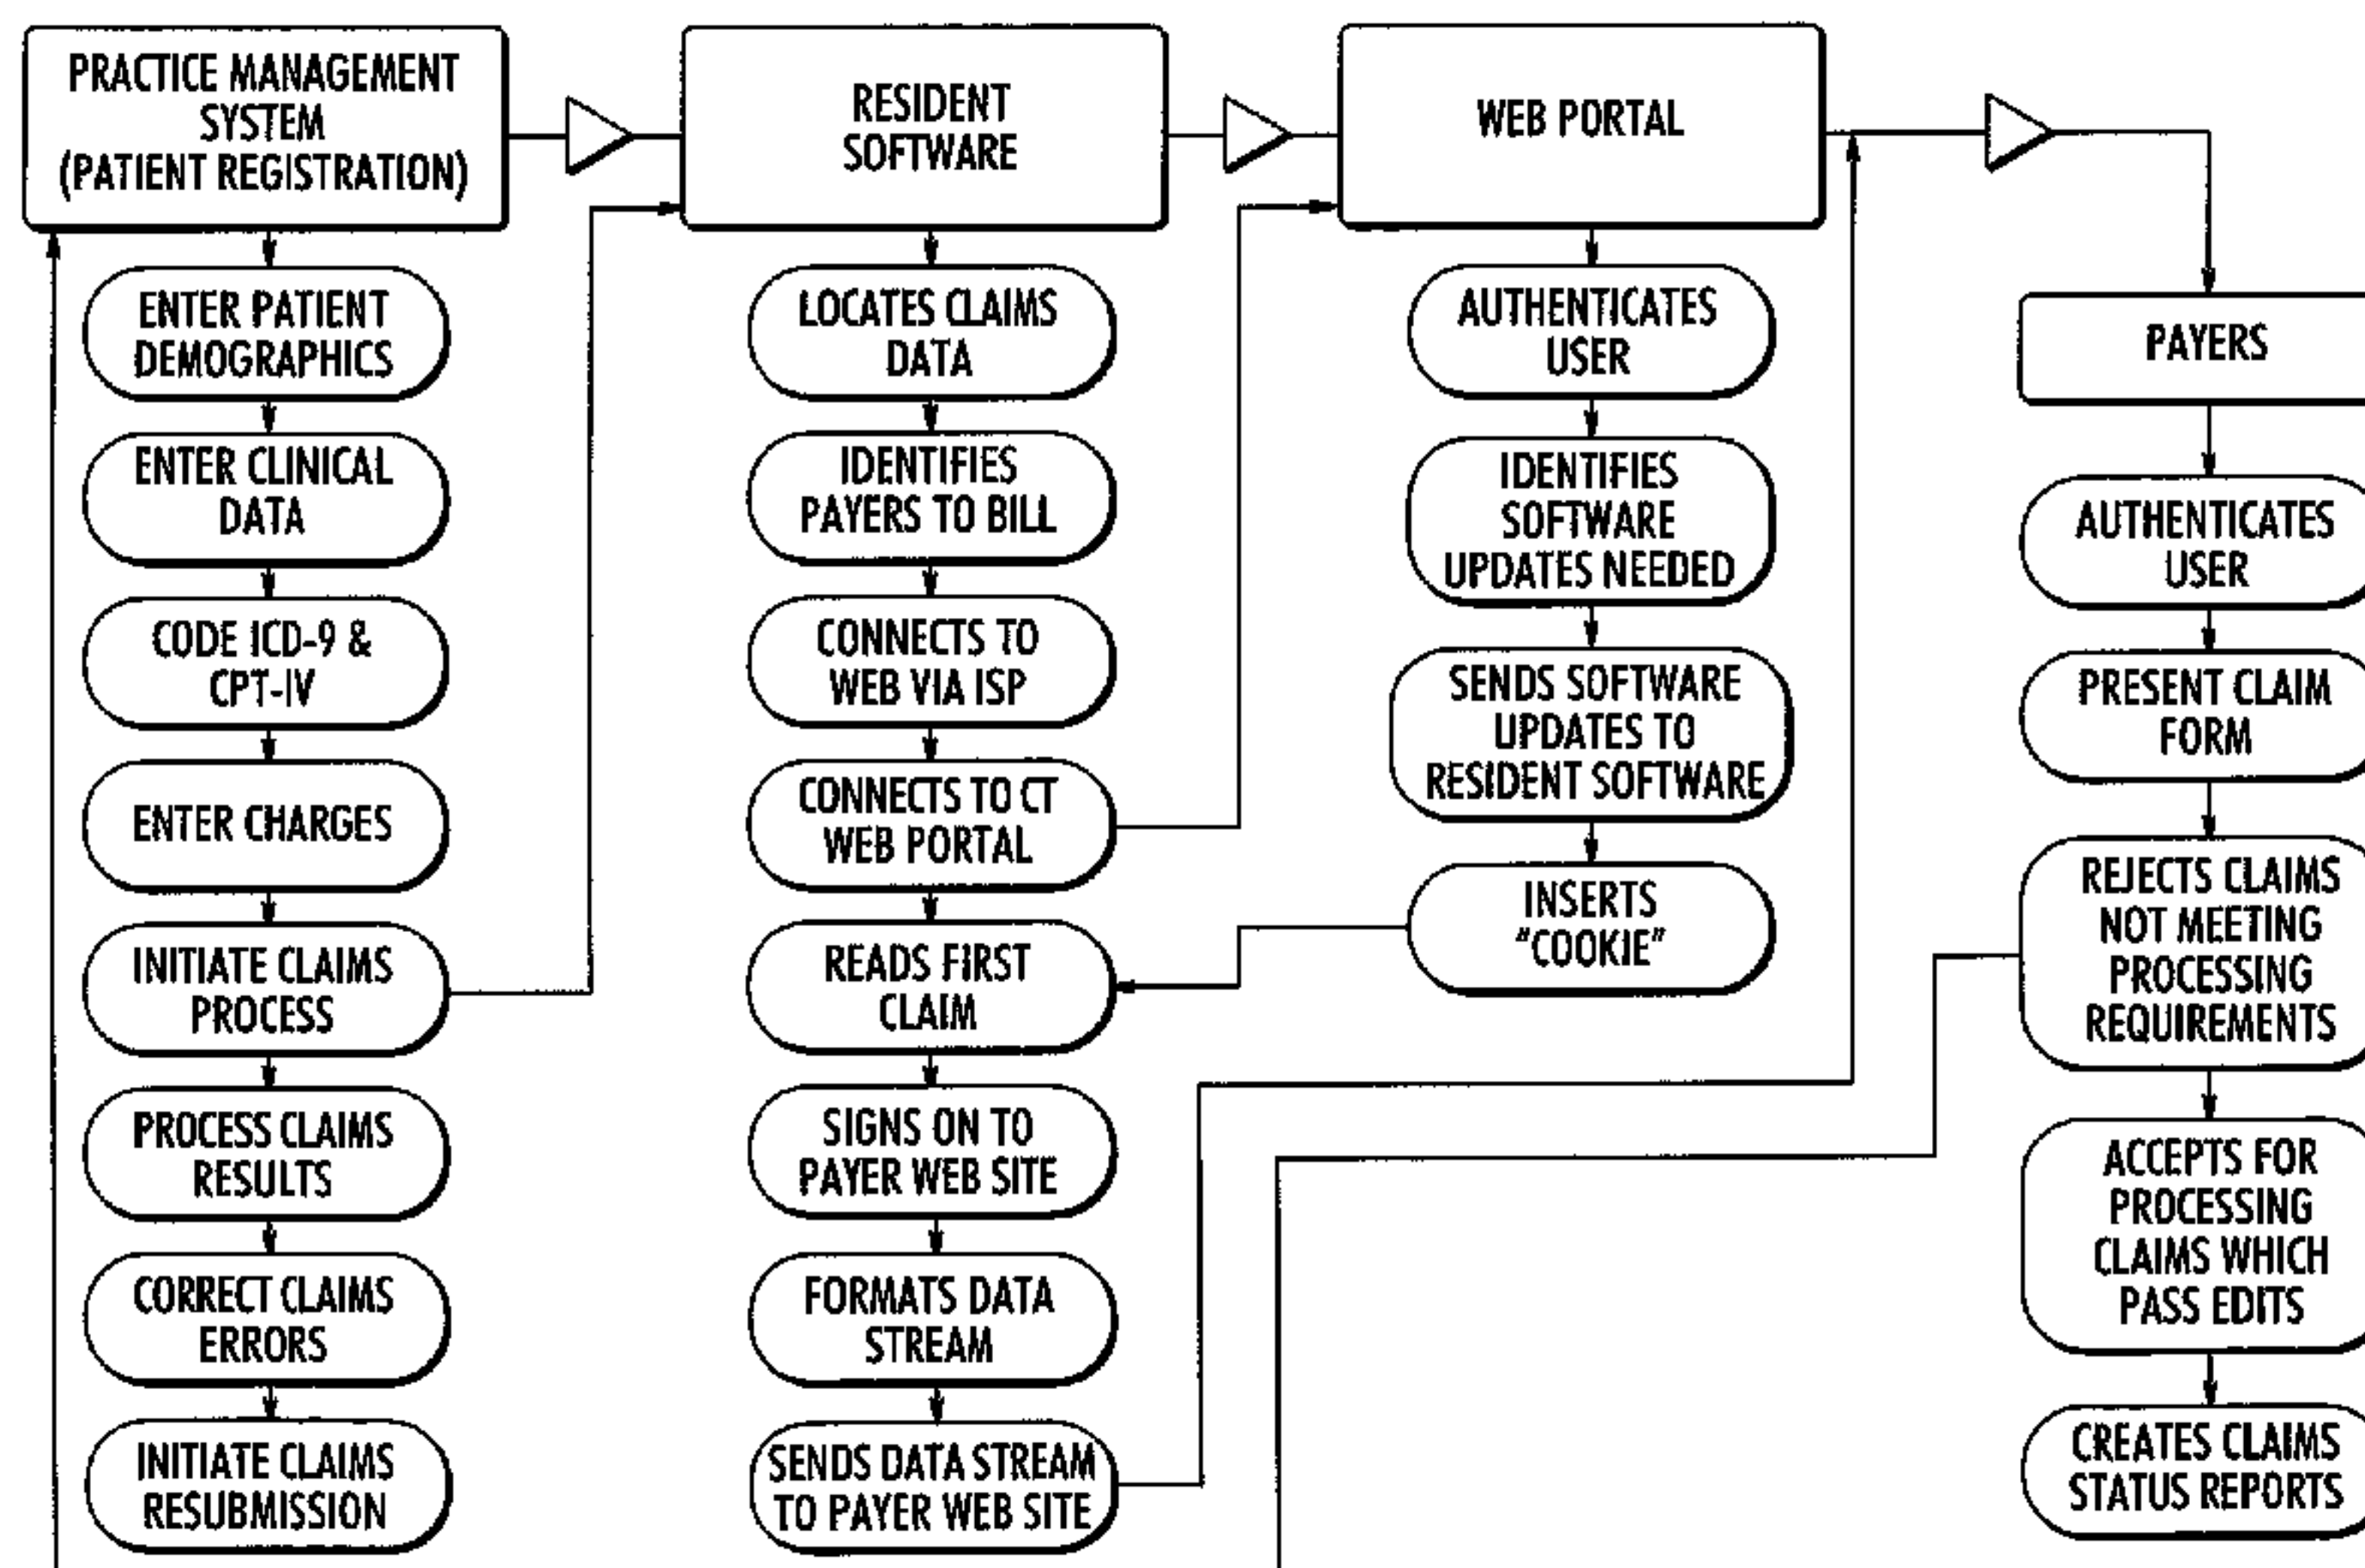 PRACTICE MANAGEMENT
SYSTEM
(PATIENT REGISTRATION)
ENTER PATIENT
DEMOGRAPHICS
ENTER CLINICAL
DATA
CODE ICD-9 &
CPT-IV
ENTER CHARGES
INITIATE CLAIMS
PROCESS
PROCESS CLAIMS
RESULTS
CORRECT CLAIMS
ERRORS
INITIATE CLAIMS
RESUBMISSION
RESIDENT
SOFTWARE
LOCATES CLAIMS
DATA
IDENTIFIES
PAYERS TO BILL
CONNECTS TO
WEB VIA ISP
CONNECTS TO CT
WEB PORTAL
READS FIRST
CLAIM
SIGNS ON TO
PAYER WEB SITE
FORMATS DATA
STREAM
SENDS DATA STREAM
TO PAYER WEB SITE
WEB PORTAL
AUTHENTICATES
USER
IDENTIFIES
SOFTWARE
UPDATES NEEDED
SENDS SOFTWARE
UPDATES TO
RESIDENT SOFTWARE
INSERTS
"COOKIE"
PAYERS
AUTHENTICATES
USER
PRESENT CLAIM
FORM
REJECTS CLAIMS
NOT MEETING
PROCESSING
REQUIREMENTS
ACCEPTS FOR
PROCESSING
CLAIMS WHICH
PASS EDITS
CREATES CLAIMS
STATUS REPORTS